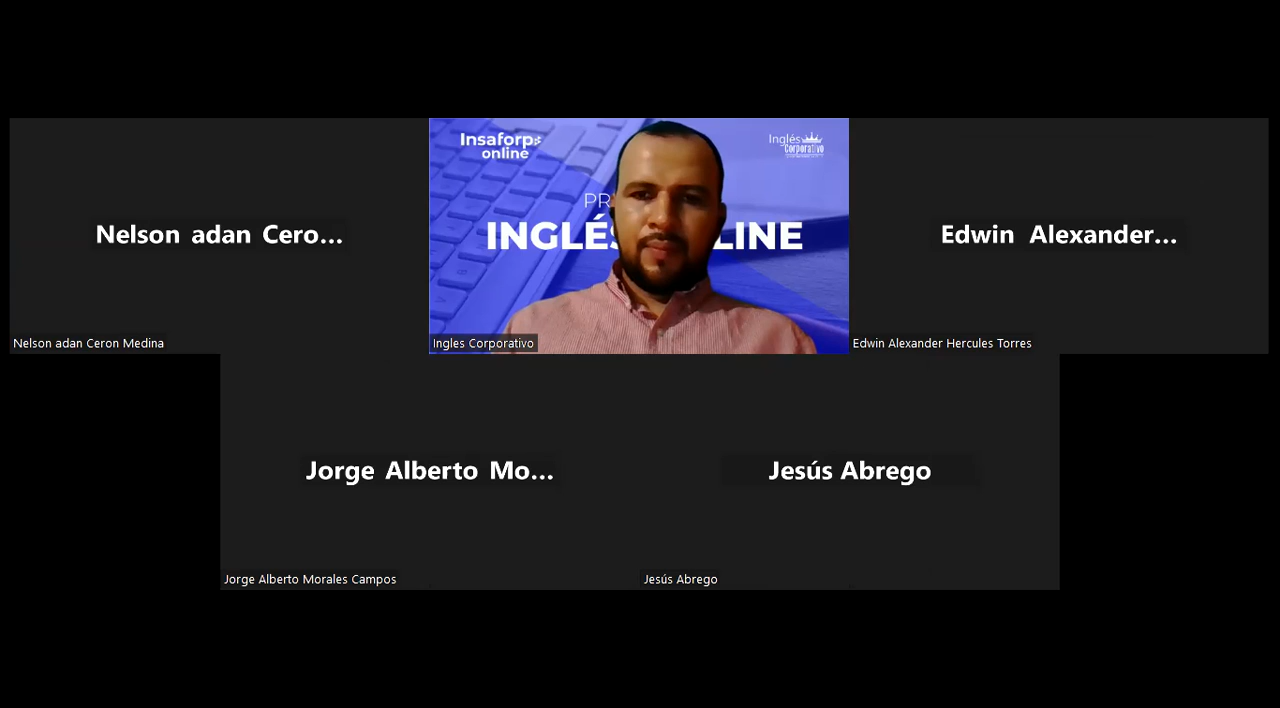 Nelson adan Cero...
Nelson adan Ceron Medina
Insaforp
online
Inglés
Corporativo
PR
INGLÉS LINE
Ingles Corporativo
Edwin Alexander...
Edwin Alexander Hercules Torres
Jorge Alberto Mo...
Jorge Alberto Morales Campos
Jesús Abrego
Jesús Abrego